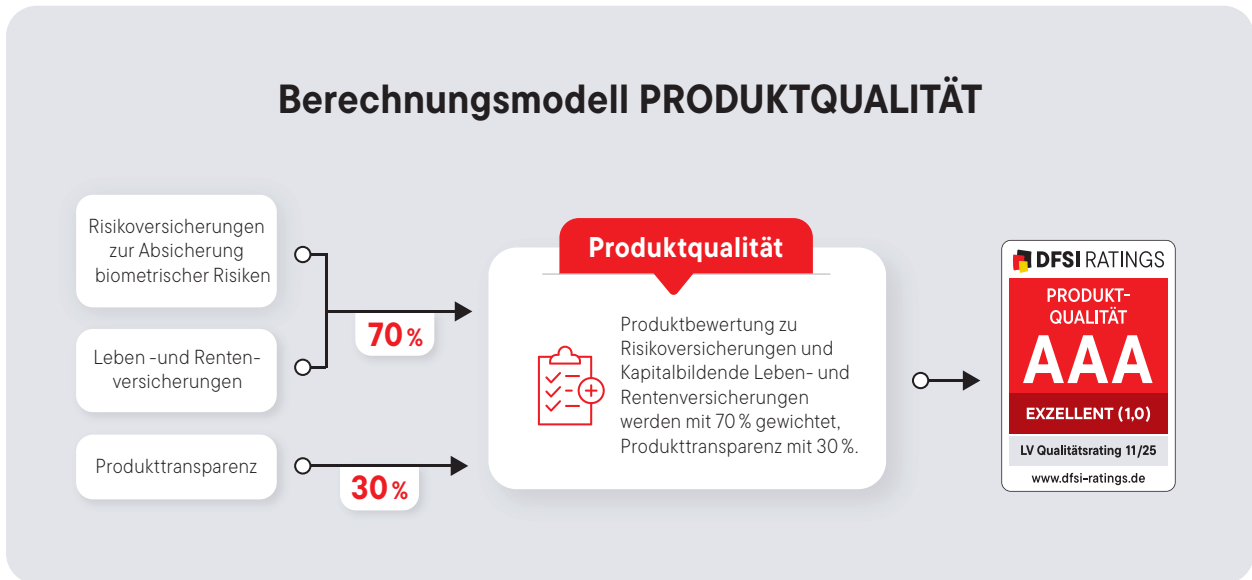 Berechnungsmodell PRODUKTQUALITÄT
Risikoversicherungen
zur Absicherung
biometrischer Risiken
Leben -und Renten-
versicherungen
Produkttransparenz
70 %
30 %
Produktqualität
Produktbewertung zu
Risikoversicherungen und
Kapitalbildende Leben- und
Rentenversicherungen
werden mit 70 % gewichtet,
Produkttransparenz mit 30 %.
DFSI RATINGS
PRODUKT-
QUALITÄT
AAA
EXZELLENT (1,0)
LV Qualitätsrating 11/25
www.dfsi-ratings.de